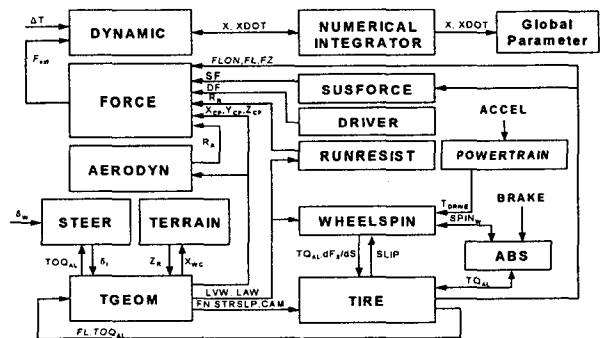 ΔT
DYNAMIC
X, XDOT
NUMERICAL
INTEGRATOR
X, XDOT
Global
Parameter
F_ext
FLON, FL, FZ
FORCE
SF
DF
R_R
X_CP, Y_CP, Z_CP
SUSFORCE
DRIVER
ACCEL
R_A
AERODYN
RUNRESIST
POWERTRAIN
δ_W
STEER
TERRAIN
T_DRIVE
BRAKE
WHEELSPIN
SPIN_W
ABS
TOQ_AL
δ_I
Z_R
X_WC
TQ_AL, dF_X/dS
SLIP
TQ_AL
TGEOM
LVW, LAW
FN, STRSLP, CAM
TIRE
FL, TOQ_AL